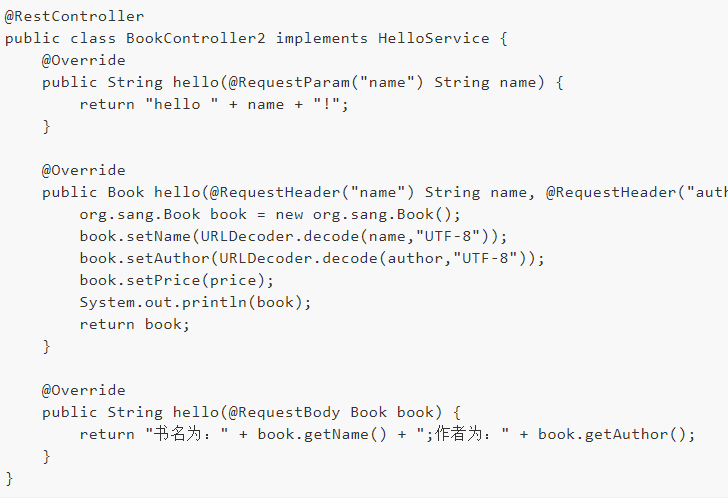 @RestController
public class BookController2 implements HelloService {
    @Override
    public String hello(@RequestParam("name") String name) {
        return "hello " + name + "!";
    }

    @Override
    public Book hello(@RequestHeader("name") String name, @RequestHeader("auth
        org.sang.Book book = new org.sang.Book();
        book.setName(URLDecoder.decode(name,"UTF-8"));
        book.setAuthor(URLDecoder.decode(author,"UTF-8"));
        book.setPrice(price);
        System.out.println(book);
        return book;
    }

    @Override
    public String hello(@RequestBody Book book) {
        return "书名为：" + book.getName() + ";作者为：" + book.getAuthor();
    }
}